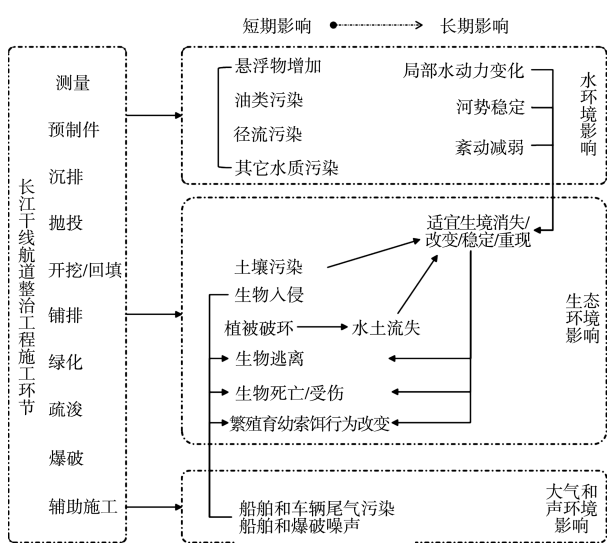 短期影响
长期影响
长江干线航道整治工程施工环节
测量
预制件
沉排
抛投
开挖/回填
铺排
绿化
疏浚
爆破
辅助施工
悬浮物增加
油类污染
径流污染
其它水质污染
局部水动力变化
河势稳定
紊动减弱
水环境影响
适宜生境消失/
改变/稳定/重现
土壤污染
生物入侵
植被破坏
水土流失
生物逃离
生物死亡/受伤
繁殖育幼索饵行为改变
生态
环境
影响
船舶和车辆尾气污染
船舶和爆破噪声
大气和
声环境
影响